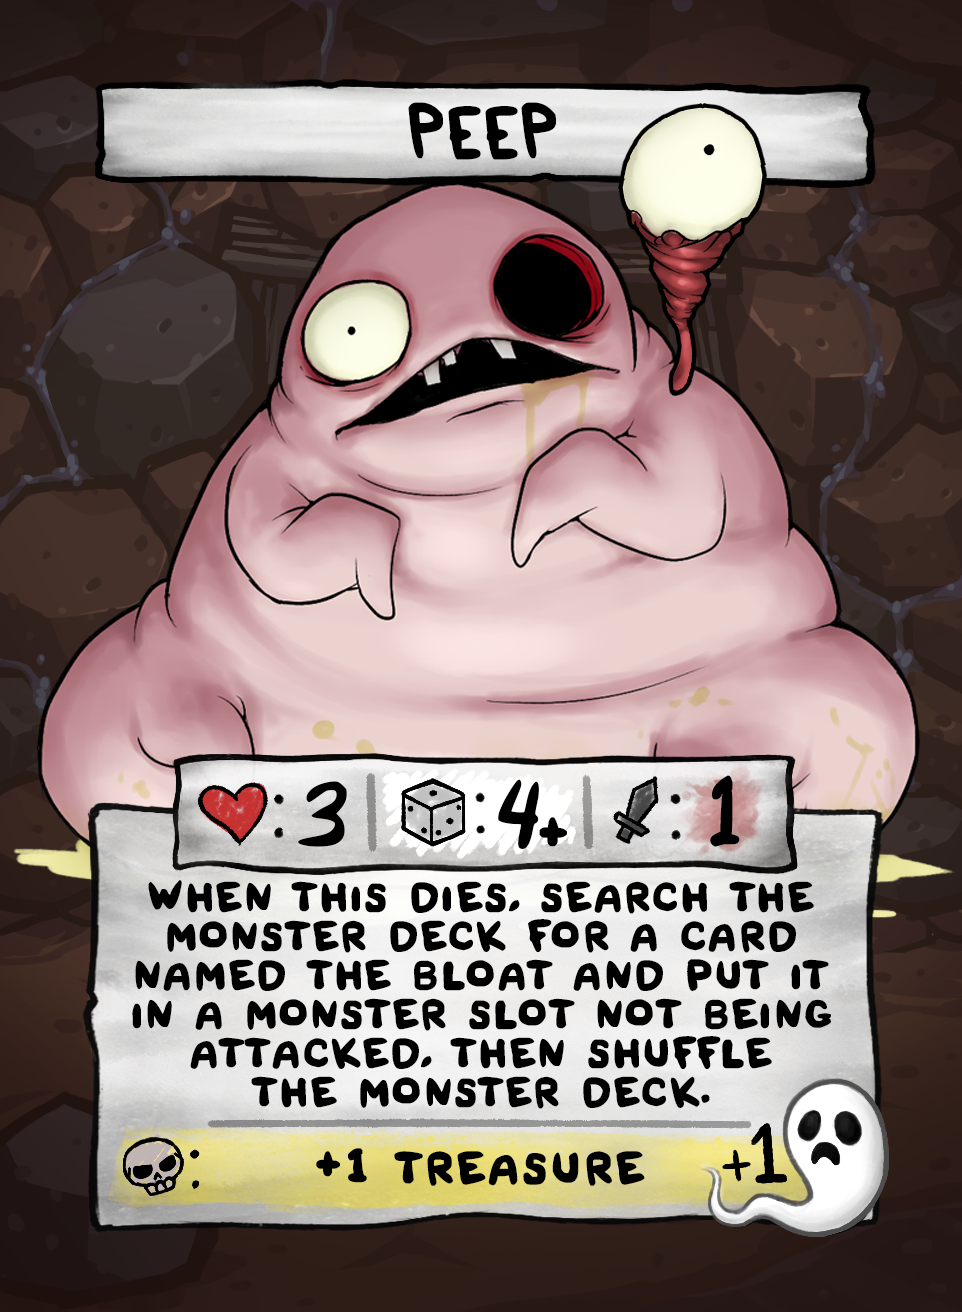 PEEP
: 3 : 4+ : 1
WHEN THIS DIES, SEARCH THE
MONSTER DECK FOR A CARD
NAMED THE BLOAT AND PUT IT
IN A MONSTER SLOT NOT BEING
ATTACKED, THEN SHUFFLE
THE MONSTER DECK.
: +1 TREASURE +1